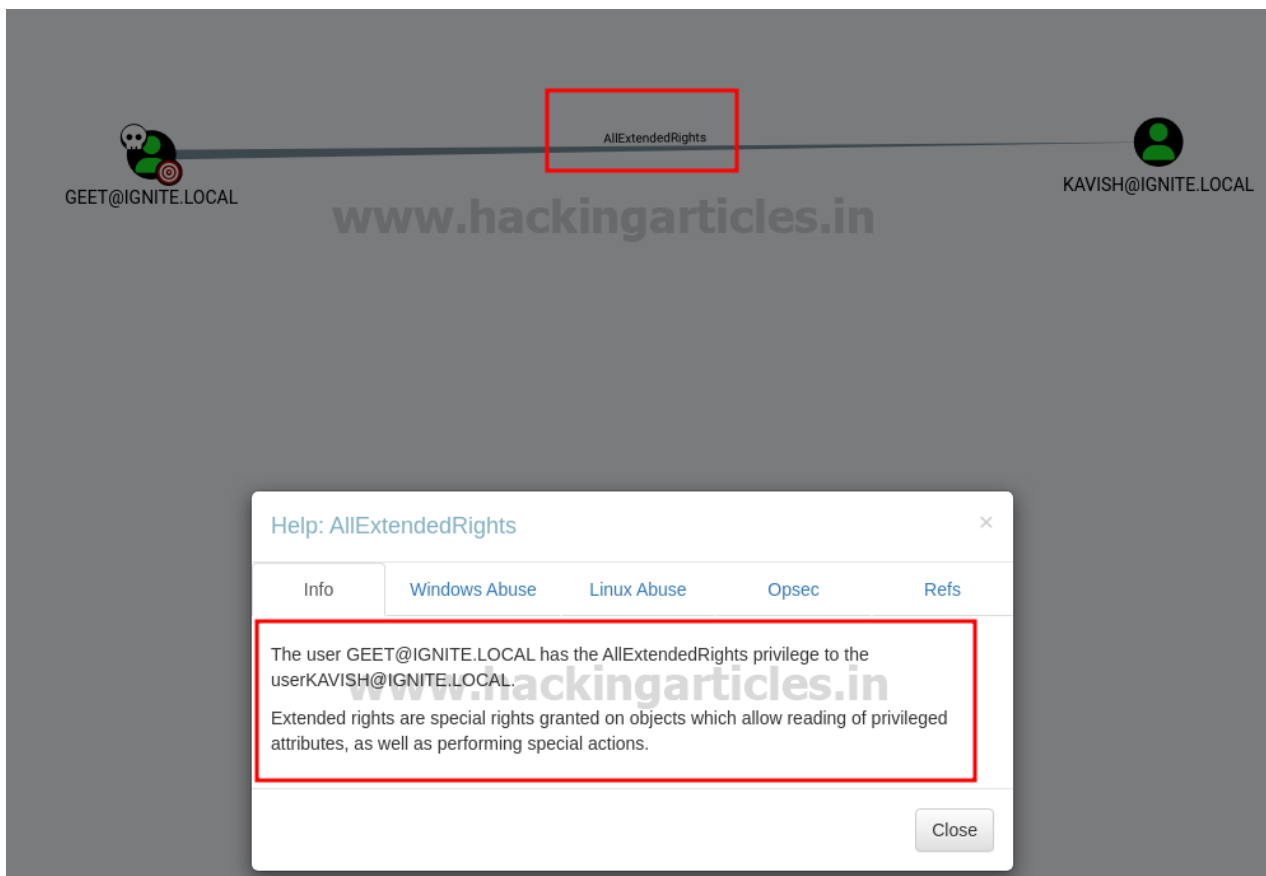 AllExtendedRights
GEET@IGNITE.LOCAL
KAVISH@IGNITE.LOCAL
www.hackingarticles.in
Help: AllExtendedRights ×
Info Windows Abuse Linux Abuse Opsec Refs
The user GEET@IGNITE.LOCAL has the AllExtendedRights privilege to the
userKAVISH@IGNITE.LOCAL.
www.hackingarticles.in
Extended rights are special rights granted on objects which allow reading of privileged
attributes, as well as performing special actions.
Close